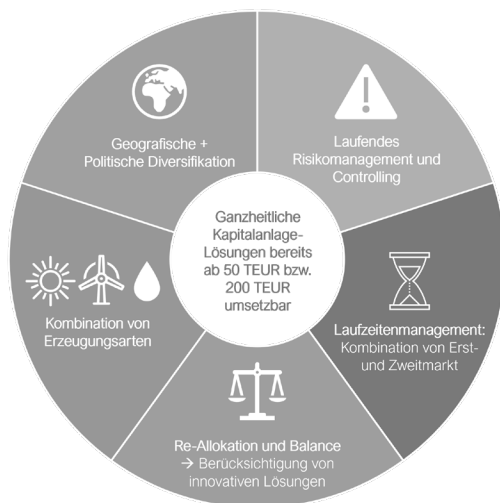 Geografische +
Politische Diversifikation
Laufendes
Risikomanagement und
Controlling
Ganzheitliche
Kapitalanlage-
Lösungen bereits
ab 50 TEUR bzw.
200 TEUR
umsetzbar
Kombination von
Erzeugungsarten
Laufzeitenmanagement:
Kombination von Erst-
und Zweitmarkt
Re-Allokation und Balance
→ Berücksichtigung von
innovativen Lösungen